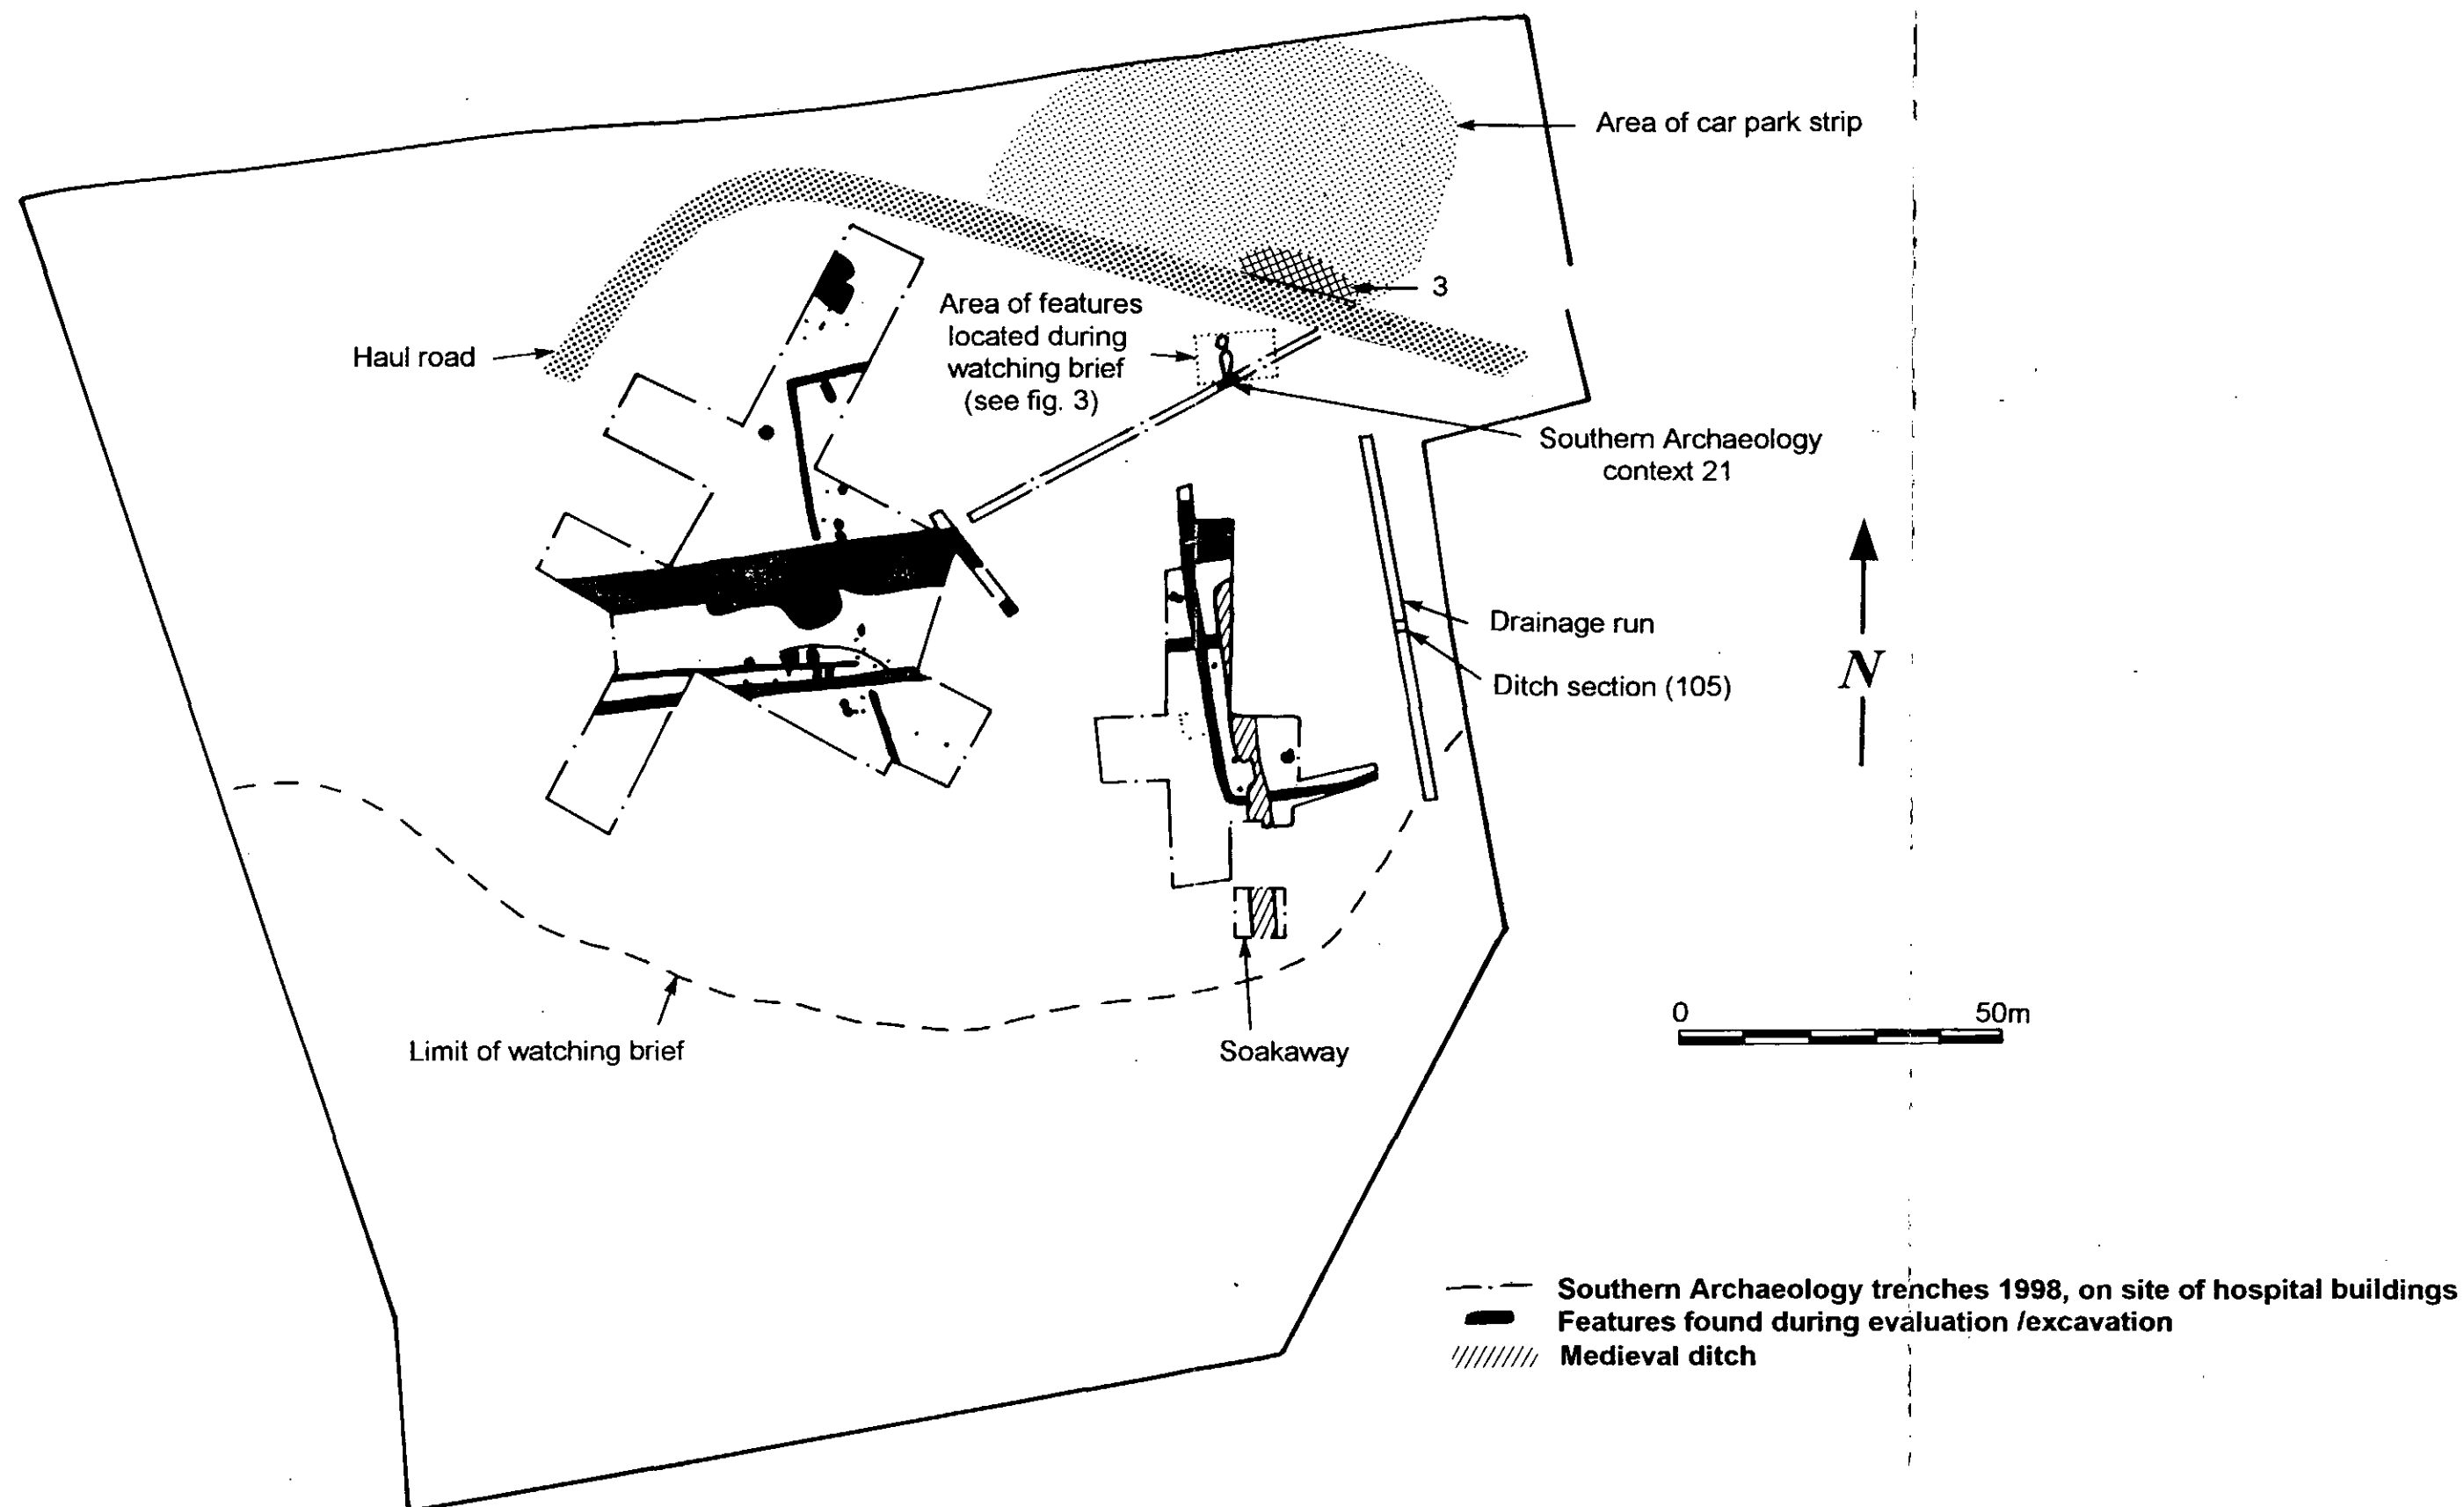 Area of car park strip
3
Area of features
located during
watching brief
(see fig. 3)
Haul road
Southern Archaeology
context 21
Drainage run
Ditch section (105)
N
0 50m
Limit of watching brief
Soakaway
Southern Archaeology trenches 1998, on site of hospital buildings
Features found during evaluation /excavation
Medieval ditch